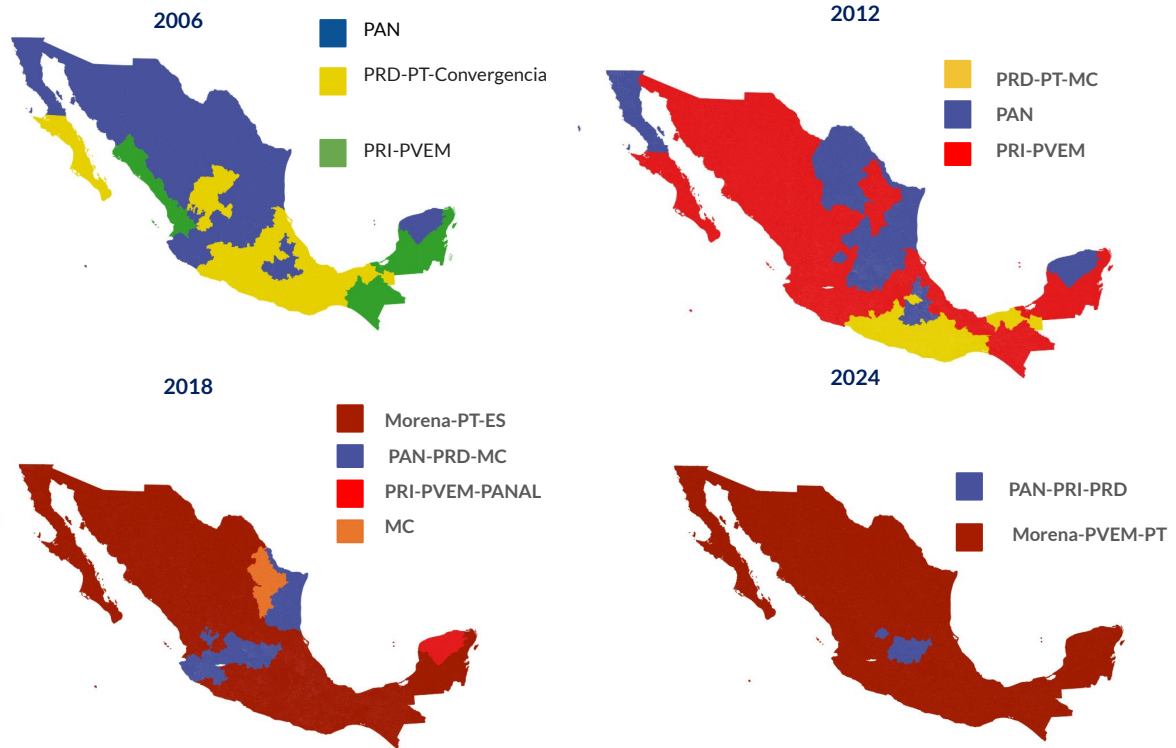 2006
PAN
PRD-PT-Convergencia
PRI-PVEM
2012
PRD-PT-MC
PAN
PRI-PVEM
2018
Morena-PT-ES
PAN-PRD-MC
PRI-PVEM-PANAL
MC
2024
PAN-PRI-PRD
Morena-PVEM-PT